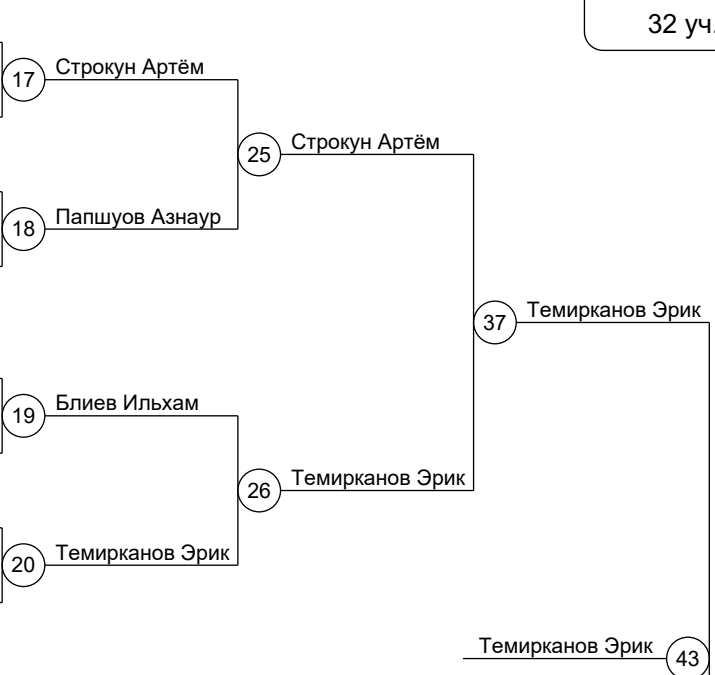 32 уч.
17 Строкун Артём
25 Строкун Артём
18 Папшуов Азнаур
37 Темирканов Эрик
19 Блиев Ильхам
26 Темирканов Эрик
20 Темирканов Эрик
Темирканов Эрик 43